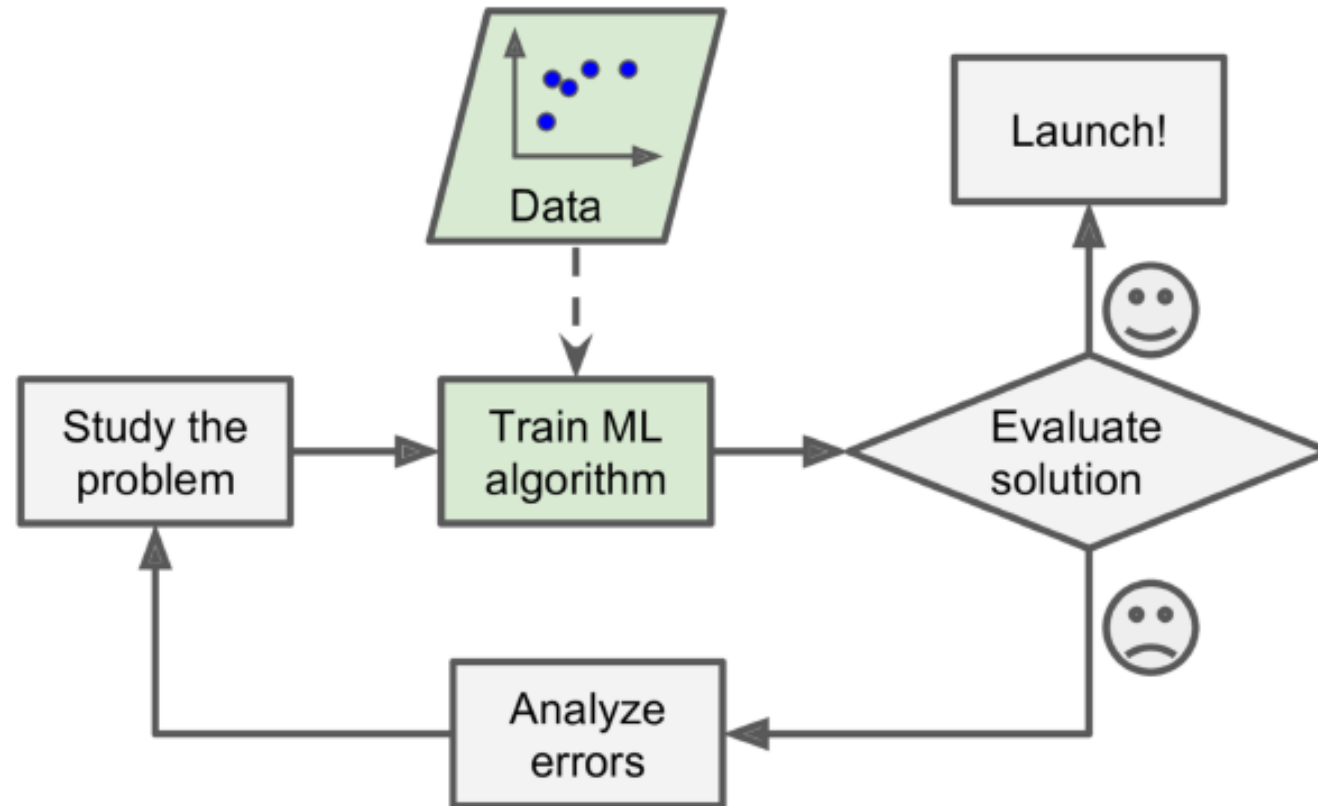 Data
Launch!
Study the
problem
Train ML
algorithm
Evaluate
solution
Analyze
errors